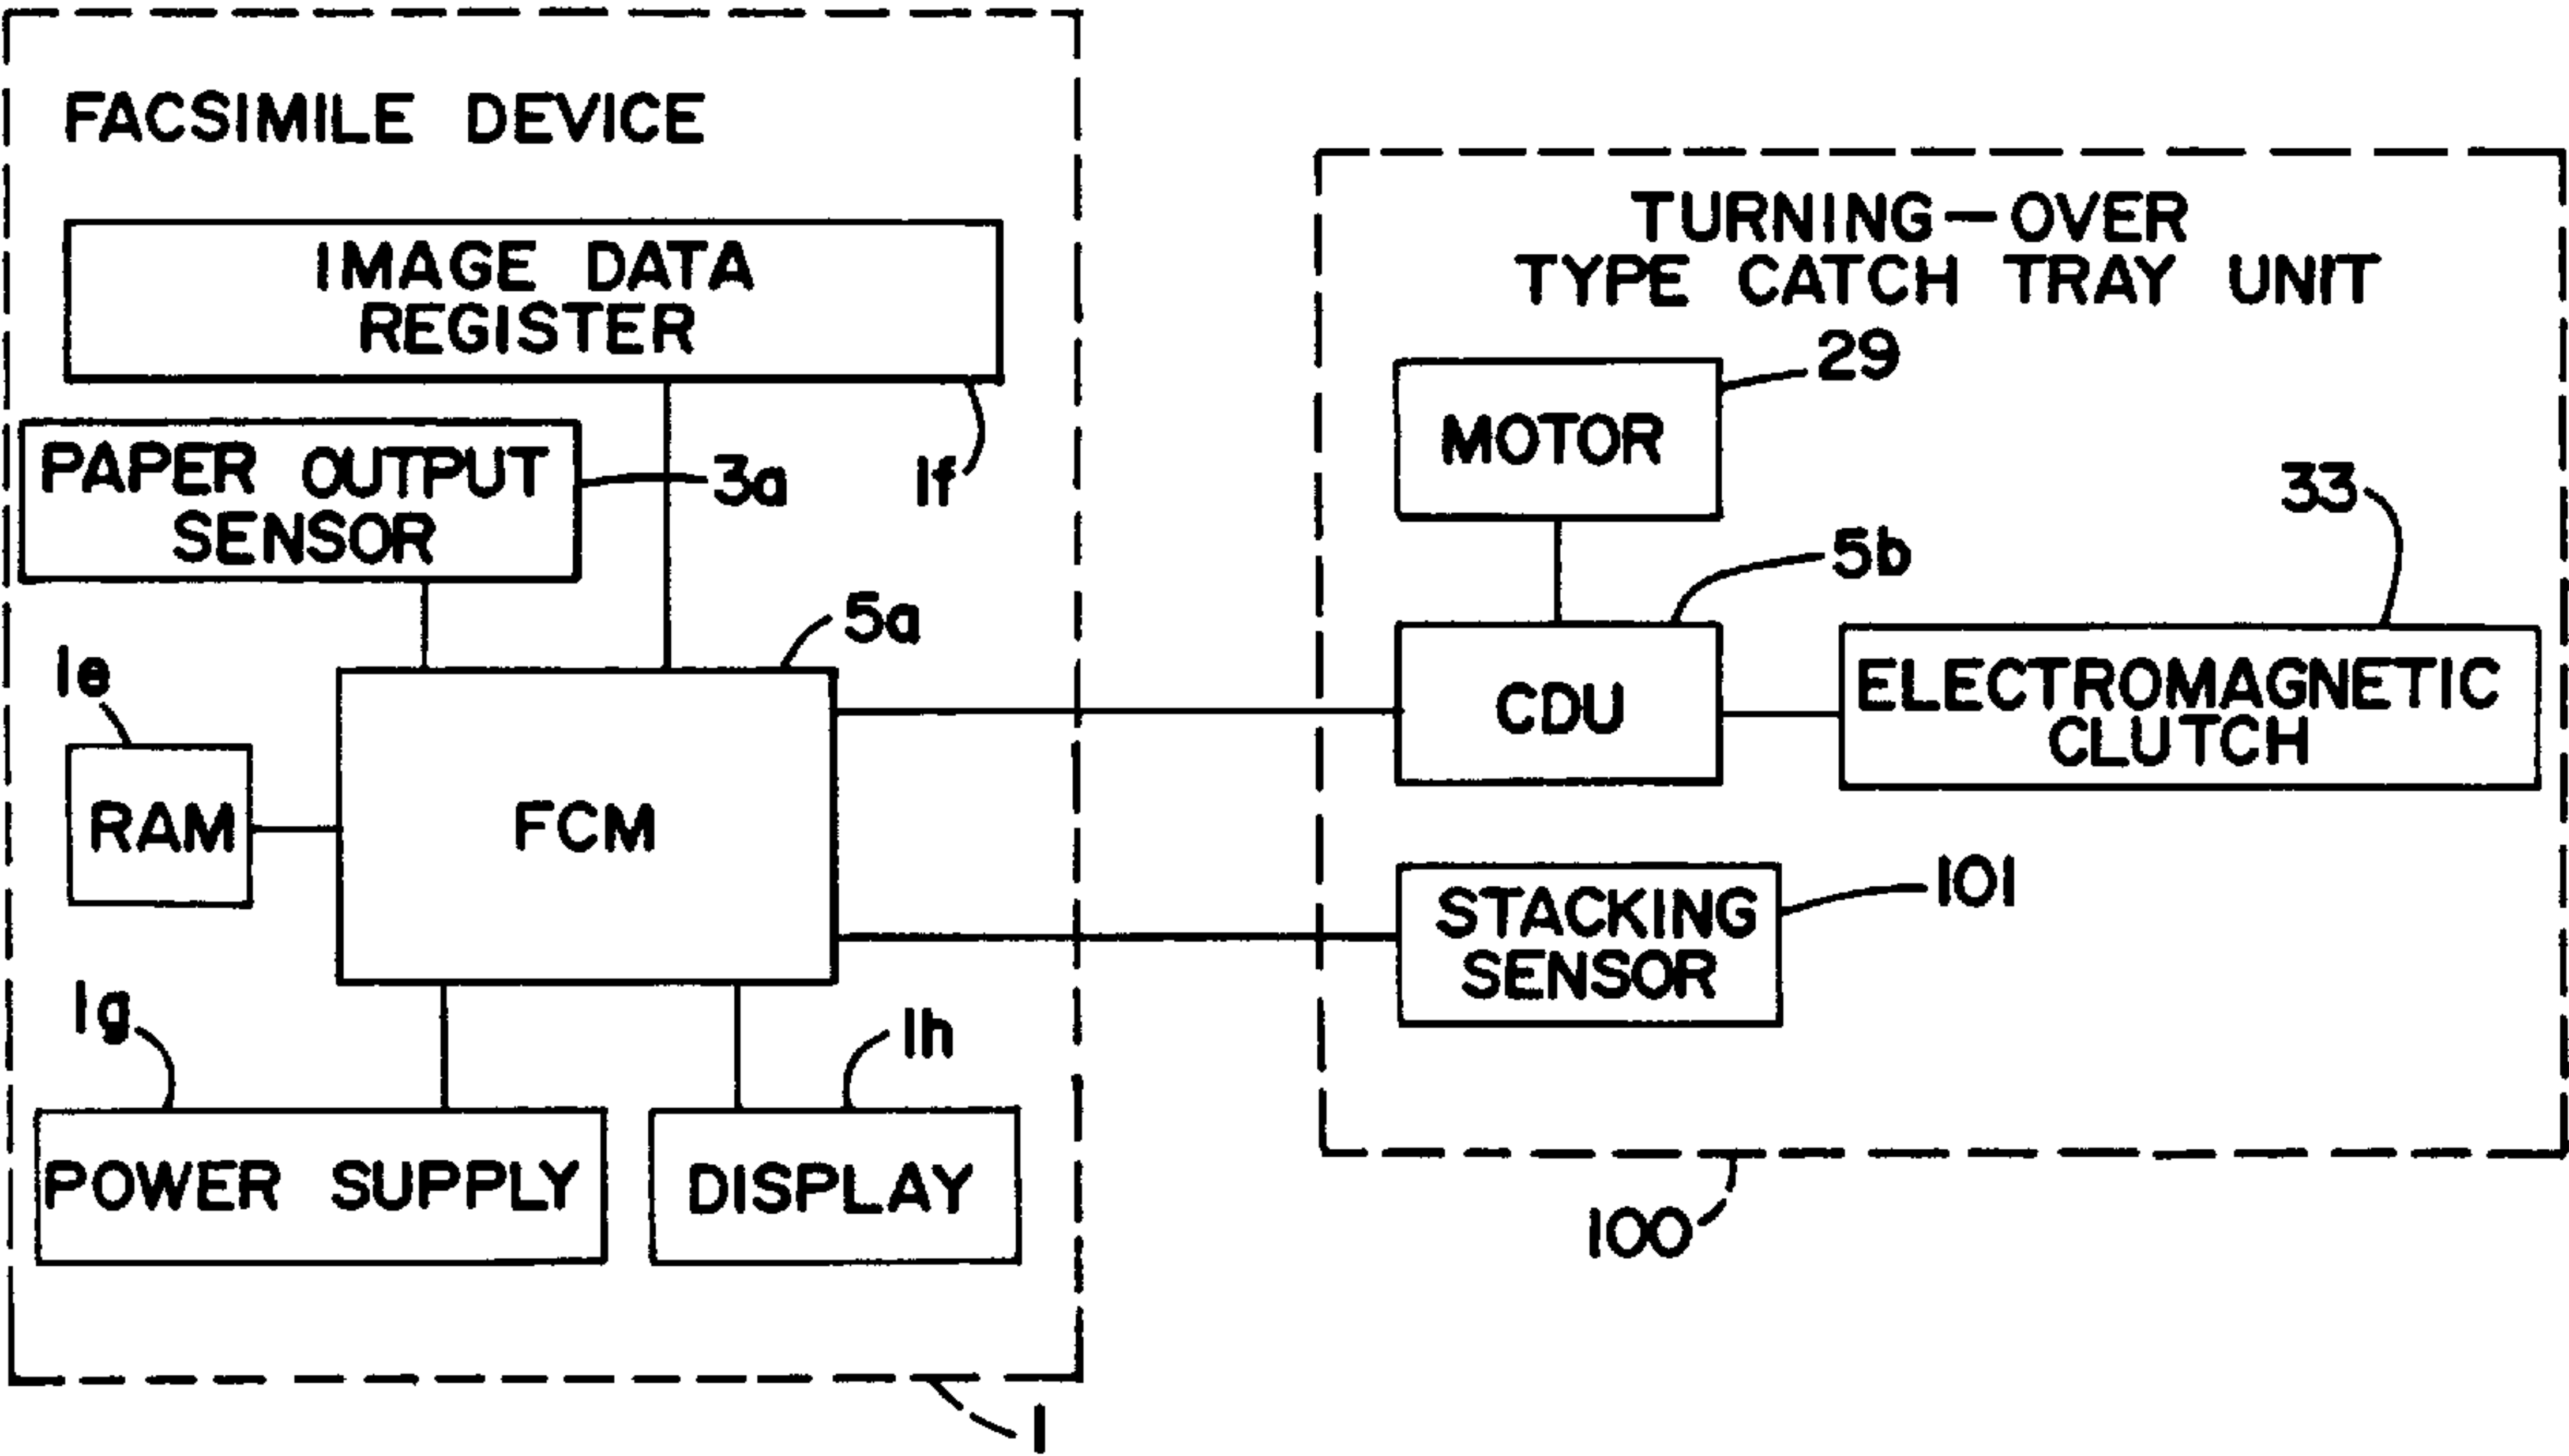 FACSIMILE DEVICE
IMAGE DATA
REGISTER
1f
PAPER OUTPUT
SENSOR
3a
5a
1e
RAM
FCM
1g
1h
POWER SUPPLY
DISPLAY
1
TURNING-OVER
TYPE CATCH TRAY UNIT
29
MOTOR
33
5b
CDU
ELECTROMAGNETIC
CLUTCH
101
STACKING
SENSOR
100